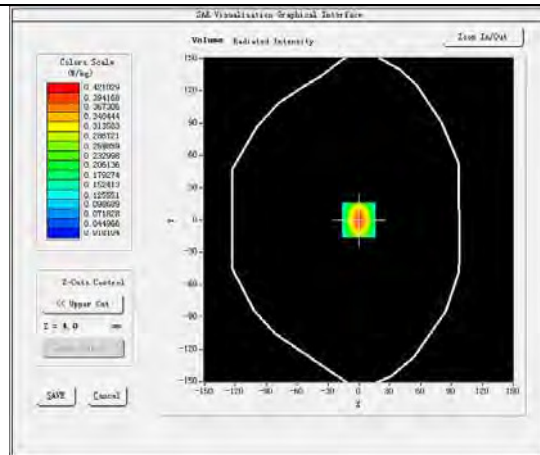 SAR Visualisation Graphical Interface
Volume Radiated Intensity
Zoom In/Out
Colors Scale
(W/kg)
0.421029
0.394168
0.367306
0.340444
0.313583
0.286721
0.259859
0.232998
0.206136
0.179274
0.152413
0.125551
0.098689
0.071828
0.044966
0.018104
Z-Cuts Control
<< Upper Cut
Z = 4.0 mm
SAVE
Cancel
150
120
90
60
30
0
-30
-60
-90
-120
-150
Y
-150 -120 -90 -60 -30 0 30 60 90 120 150
X